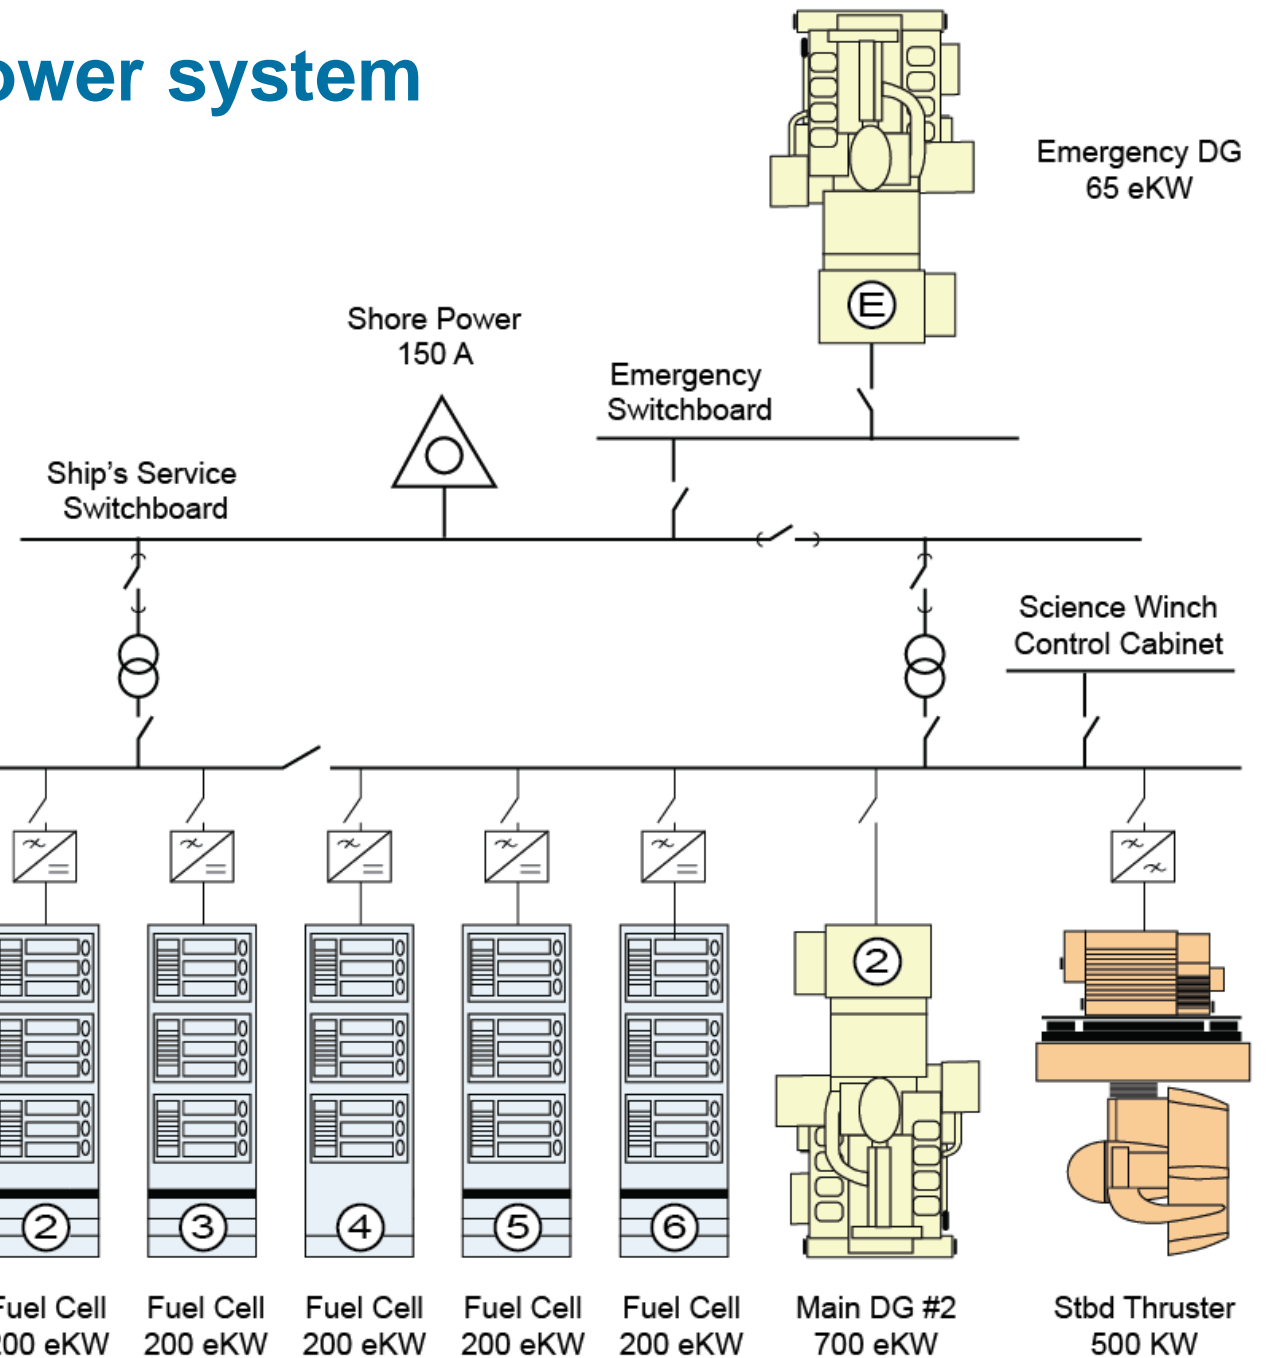 ower system
Emergency DG
65 eKW
E
Shore Power
150 A
Emergency
Switchboard
Ship's Service
Switchboard
Science Winch
Control Cabinet
2
2
3
4
5
6
Fuel Cell
200 eKW
Fuel Cell
200 eKW
Fuel Cell
200 eKW
Fuel Cell
200 eKW
Fuel Cell
200 eKW
Main DG #2
700 eKW
Stbd Thruster
500 KW